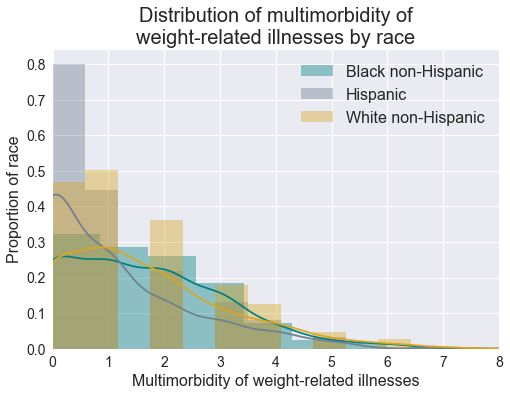 Distribution of multimorbidity of
weight-related illnesses by race
Black non-Hispanic
Hispanic
White non-Hispanic
Proportion of race
0.8
0.7
0.6
0.5
0.4
0.3
0.2
0.1
0.0
0 1 2 3 4 5 6 7 8
Multimorbidity of weight-related illnesses